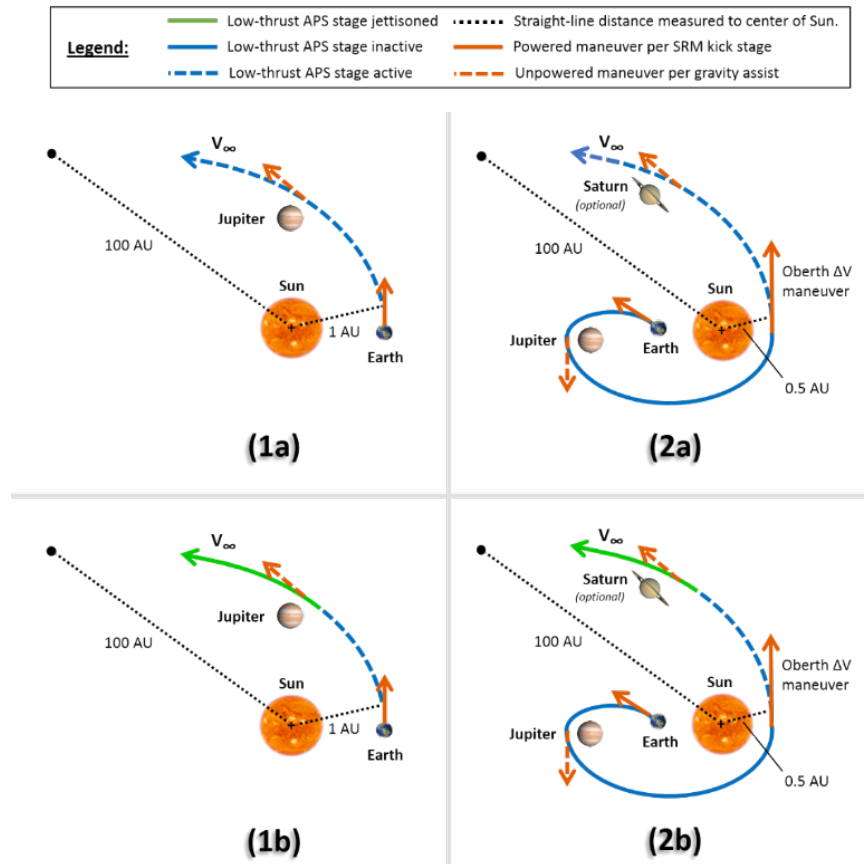 Legend:
Low-thrust APS stage jettisoned
Low-thrust APS stage inactive
Low-thrust APS stage active
Straight-line distance measured to center of Sun.
Powered maneuver per SRM kick stage
Unpowered maneuver per gravity assist
V∞
Jupiter
100 AU
Sun
1 AU
Earth
(1a)
V∞
Saturn
(optional)
100 AU
Sun
Oberth ΔV
maneuver
Jupiter
Earth
0.5 AU
(2a)
V∞
Jupiter
100 AU
Sun
1 AU
Earth
(1b)
V∞
Saturn
(optional)
100 AU
Sun
Oberth ΔV
maneuver
Jupiter
Earth
0.5 AU
(2b)